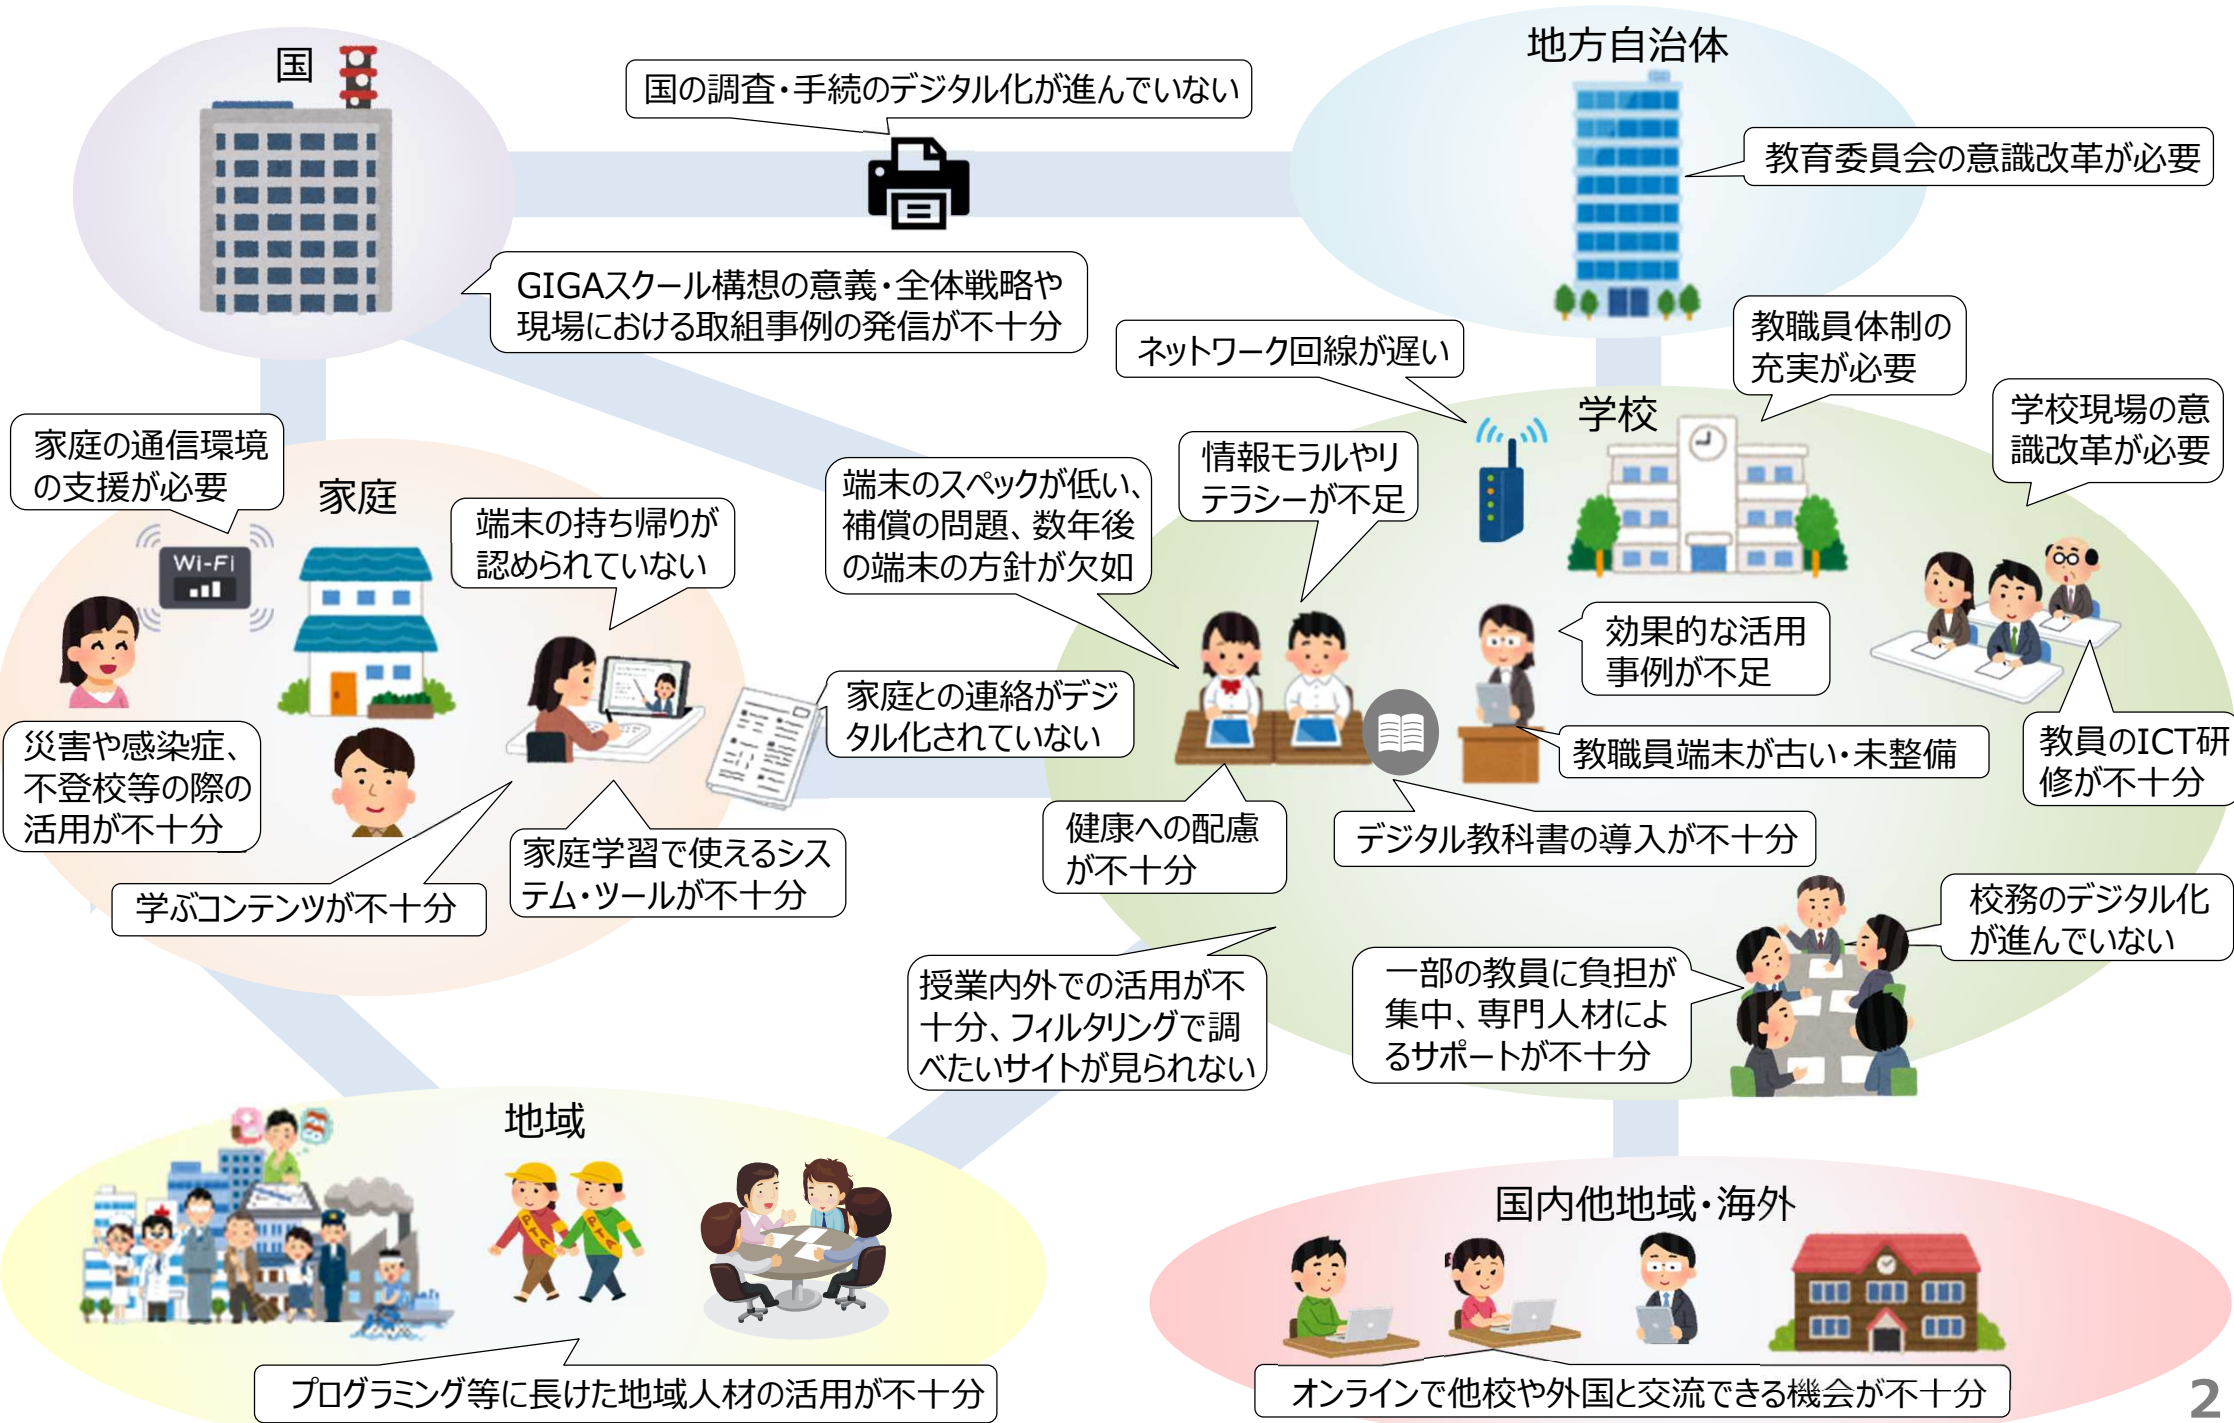 国
国の調査・手続のデジタル化が進んでいない
地方自治体
教育委員会の意識改革が必要
GIGAスクール構想の意義・全体戦略や
現場における取組事例の発信が不十分
ネットワーク回線が遅い
教職員体制の
充実が必要
学校
学校現場の意
識改革が必要
家庭の通信環境
の支援が必要
家庭
Wi-Fi
端末の持ち帰りが
認められていない
端末のスペックが低い、
補償の問題、数年後
の端末の方針が欠如
情報モラルやリ
テラシーが不足
効果的な活用
事例が不足
家庭との連絡がデジ
タル化されていない
教職員端末が古い・未整備
教員のICT研
修が不十分
災害や感染症、
不登校等の際の
活用が不十分
健康への配慮
が不十分
デジタル教科書の導入が不十分
家庭学習で使えるシス
テム・ツールが不十分
学ぶコンテンツが不十分
校務のデジタル化
が進んでいない
授業内外での活用が不
十分、フィルタリングで調
べたいサイトが見られない
一部の教員に負担が
集中、専門人材によ
るサポートが不十分
地域
国内他地域・海外
プログラミング等に長けた地域人材の活用が不十分
オンラインで他校や外国と交流できる機会が不十分
2